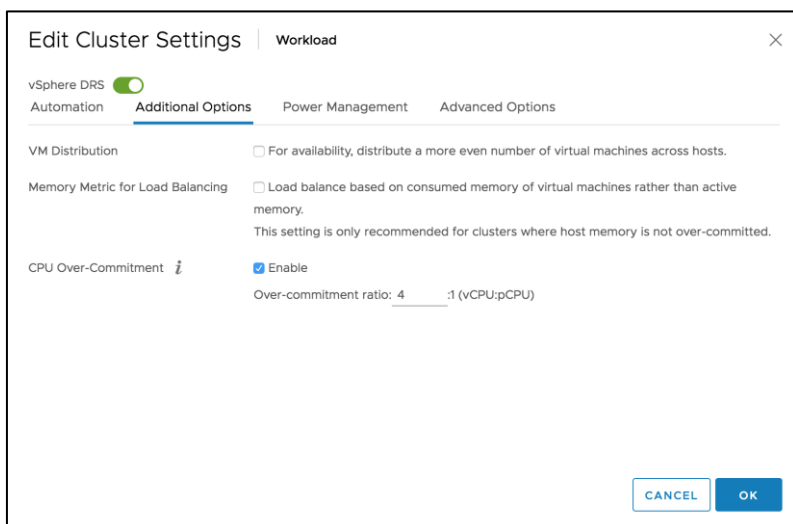 Edit Cluster Settings | Workload
vSphere DRS
Automation Additional Options Power Management Advanced Options
VM Distribution For availability, distribute a more even number of virtual machines across hosts.
Memory Metric for Load Balancing Load balance based on consumed memory of virtual machines rather than active
memory.
This setting is only recommended for clusters where host memory is not over-committed.
CPU Over-Commitment i Enable
Over-commitment ratio: 4 :1 (vCPU:pCPU)
CANCEL OK